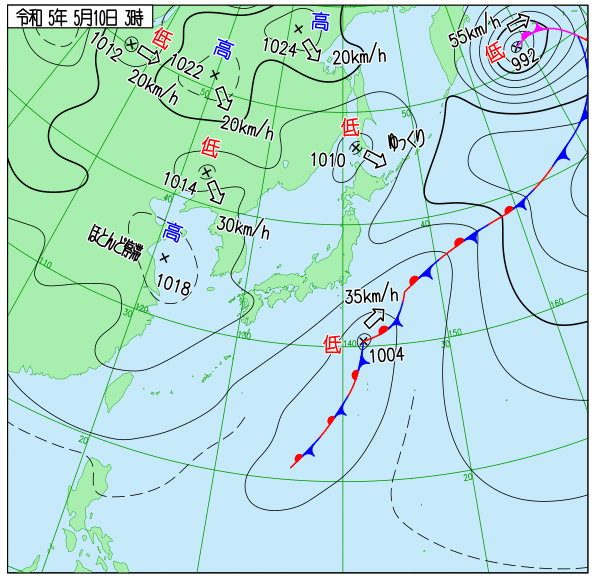 令和 5年 5月10日 3時
低
1012
20km/h
高
1022
20km/h
1024
高
20km/h
55km/h
低
992
低
1014
30km/h
低
1010
ゆっくり
ほとんど停滞
高
1018
35km/h
低
1004
50
50
40
40
110
30
120
130
140
30
150
160
20
20